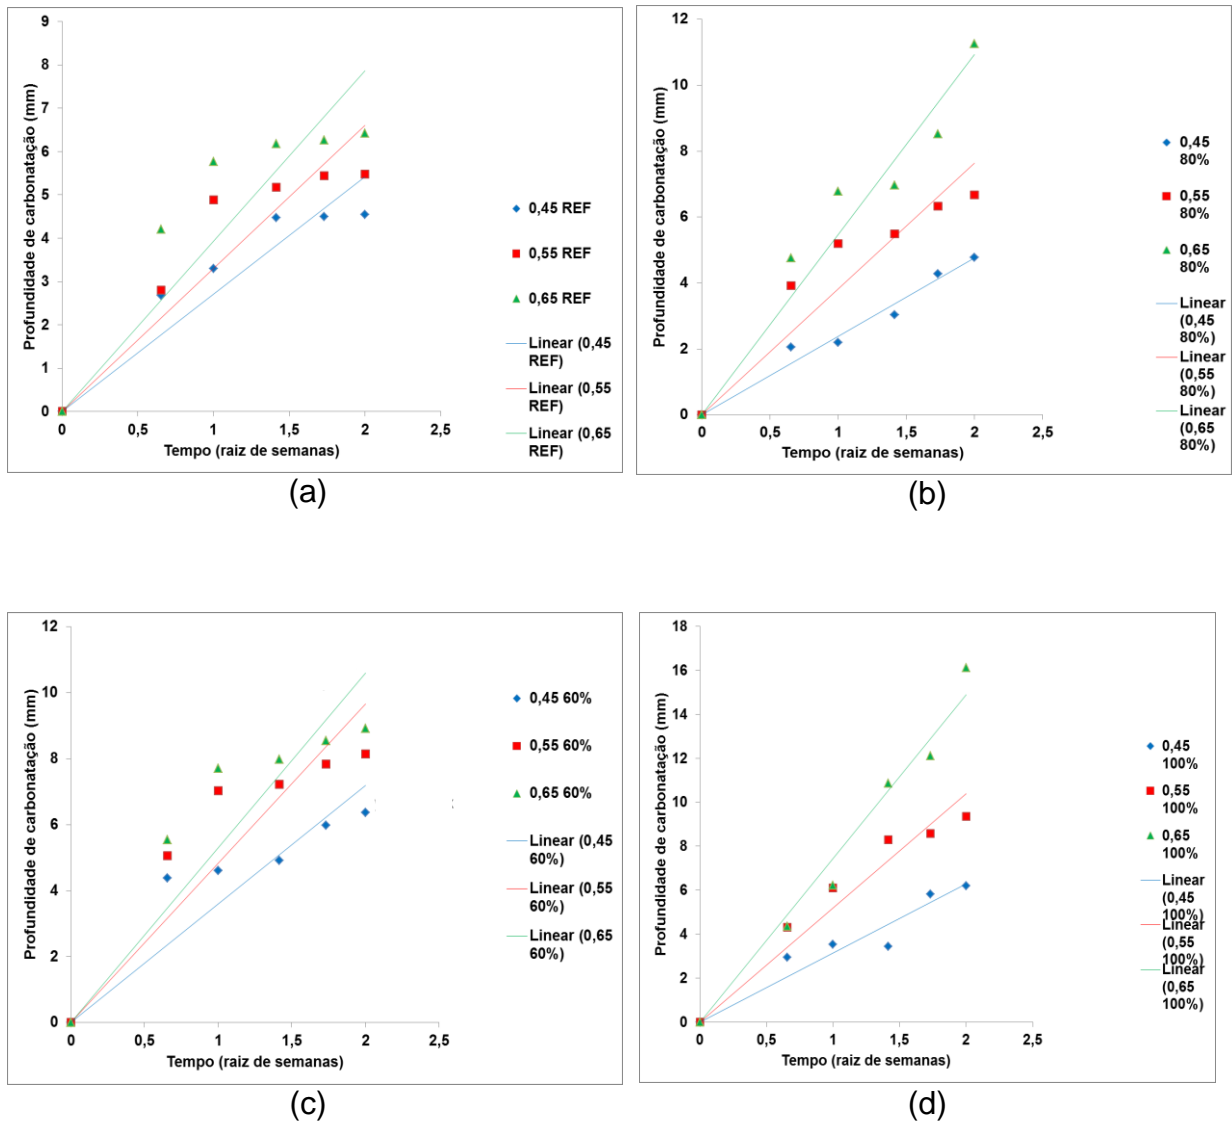 9
8
7
6
5
4
3
2
1
0
Profundidade de carbonatação (mm)
0
0,5
1
1,5
2
2,5
Tempo (raiz de semanas)
0,45 REF
0,55 REF
0,65 REF
Linear (0,45
REF)
Linear (0,55
REF)
Linear (0,65
REF)
(a)
12
10
8
6
4
2
0
Profundidade de carbonatação (mm)
0
0,5
1
1,5
2
2,5
Tempo (raiz de semanas)
0,45
80%
0,55
80%
0,65
80%
Linear
(0,45
80%)
Linear
(0,55
80%)
Linear
(0,65
80%)
(b)
12
10
8
6
4
2
0
Profundidade de carbonatação (mm)
0
0,5
1
1,5
2
2,5
Tempo (raiz de semanas)
0,45 60%
0,55 60%
0,65 60%
Linear (0,45
60%)
Linear (0,55
60%)
Linear (0,65
60%)
(c)
18
16
14
12
10
8
6
4
2
0
Profundidade de carbonatação (mm)
0
0,5
1
1,5
2
2,5
Tempo (raiz de semanas)
0,45
100%
0,55
100%
0,65
100%
Linear
(0,45
100%)
Linear
(0,55
100%)
Linear
(0,65
100%)
(d)